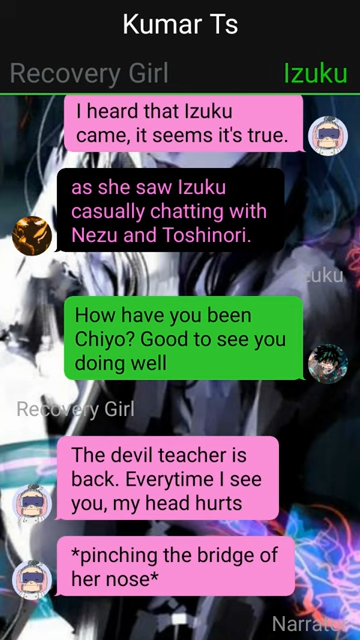 Kumar Ts
Recovery Girl Izuku
I heard that Izuku
came, it seems it's true.
as she saw Izuku
casually chatting with
Nezu and Toshinori.
Izuku
How have you been
Chiyo? Good to see you
doing well
Recovery Girl
The devil teacher is
back. Everytime I see
you, my head hurts
*pinching the bridge of
her nose*
Narrator